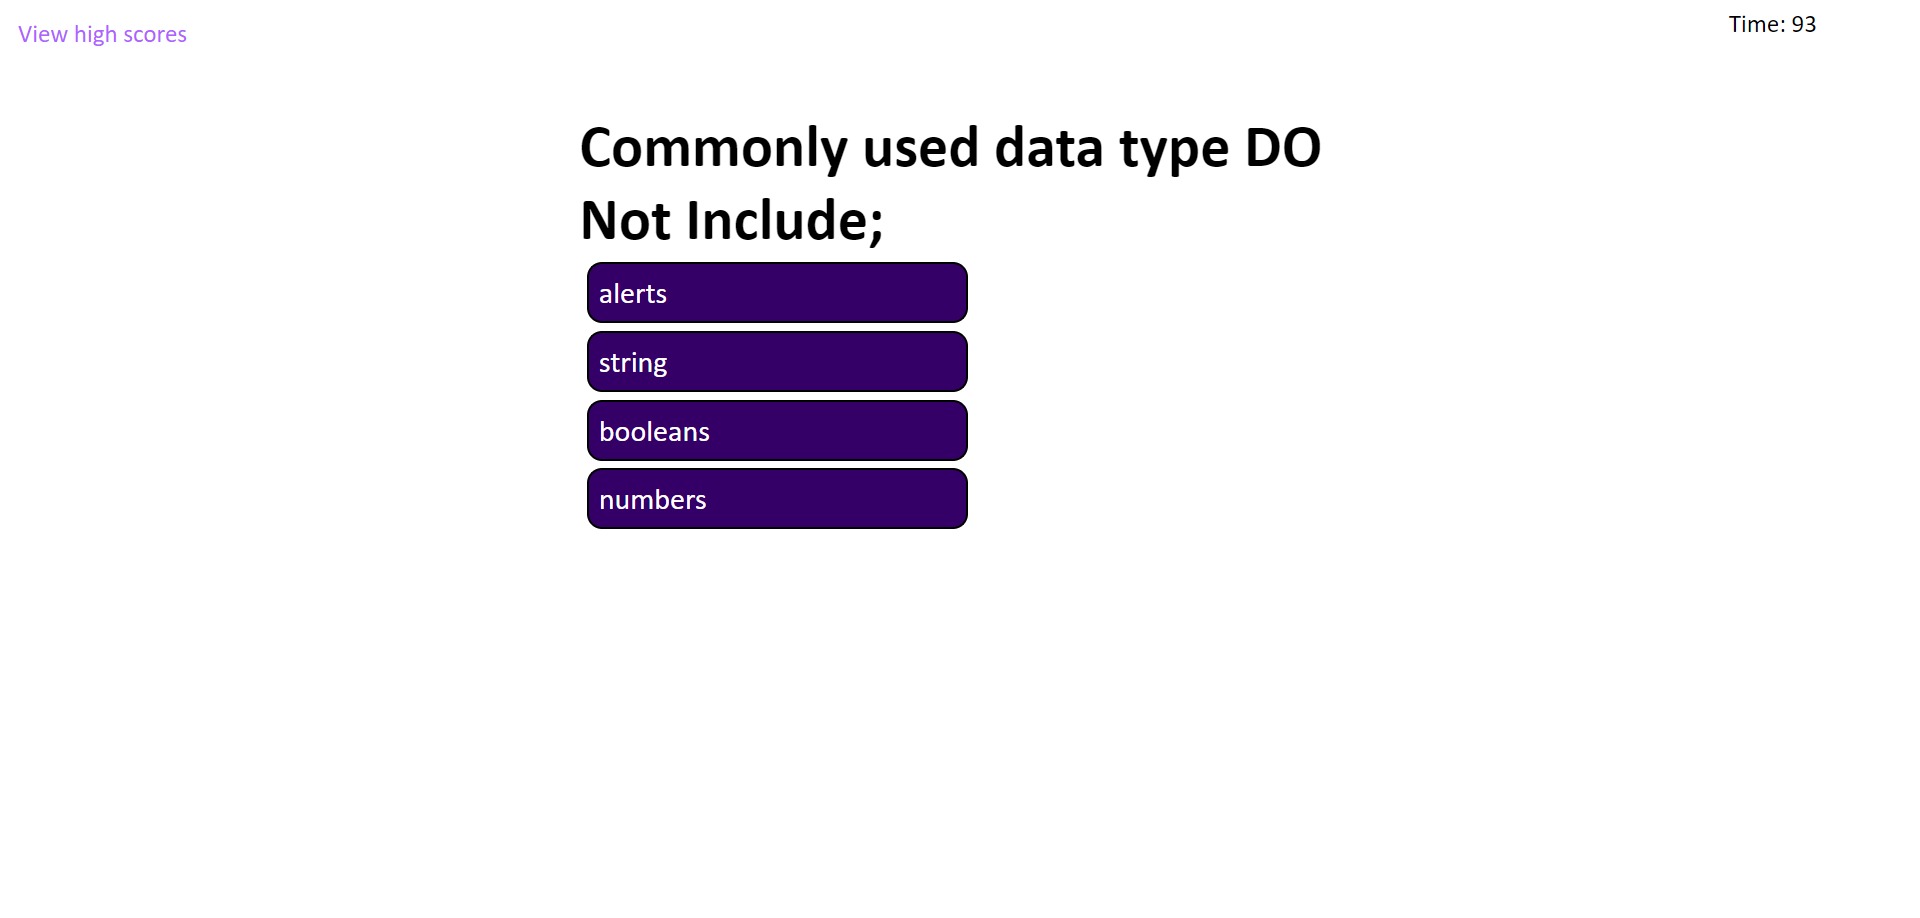 View high scores
Time: 93
Commonly used data type DO
Not Include;
alerts
string
booleans
numbers